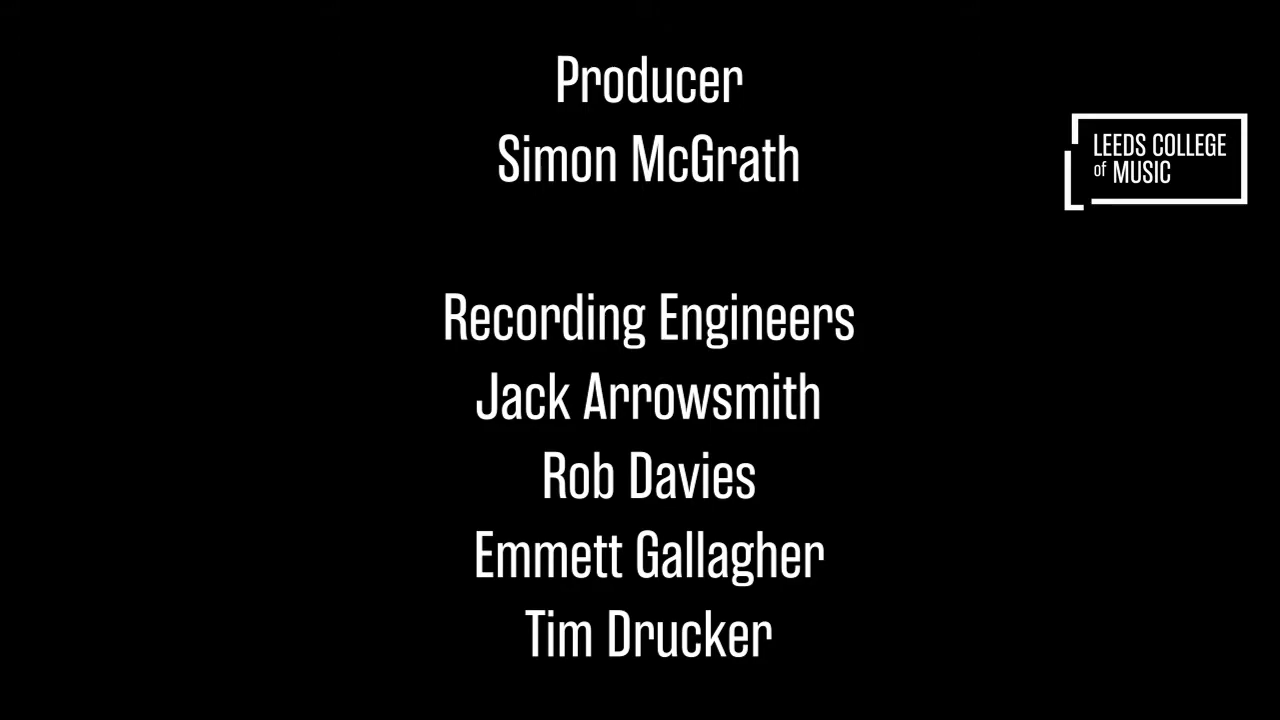 Producer
Simon McGrath
LEEDS COLLEGE
of MUSIC
Recording Engineers
Jack Arrowsmith
Rob Davies
Emmett Gallagher
Tim Drucker